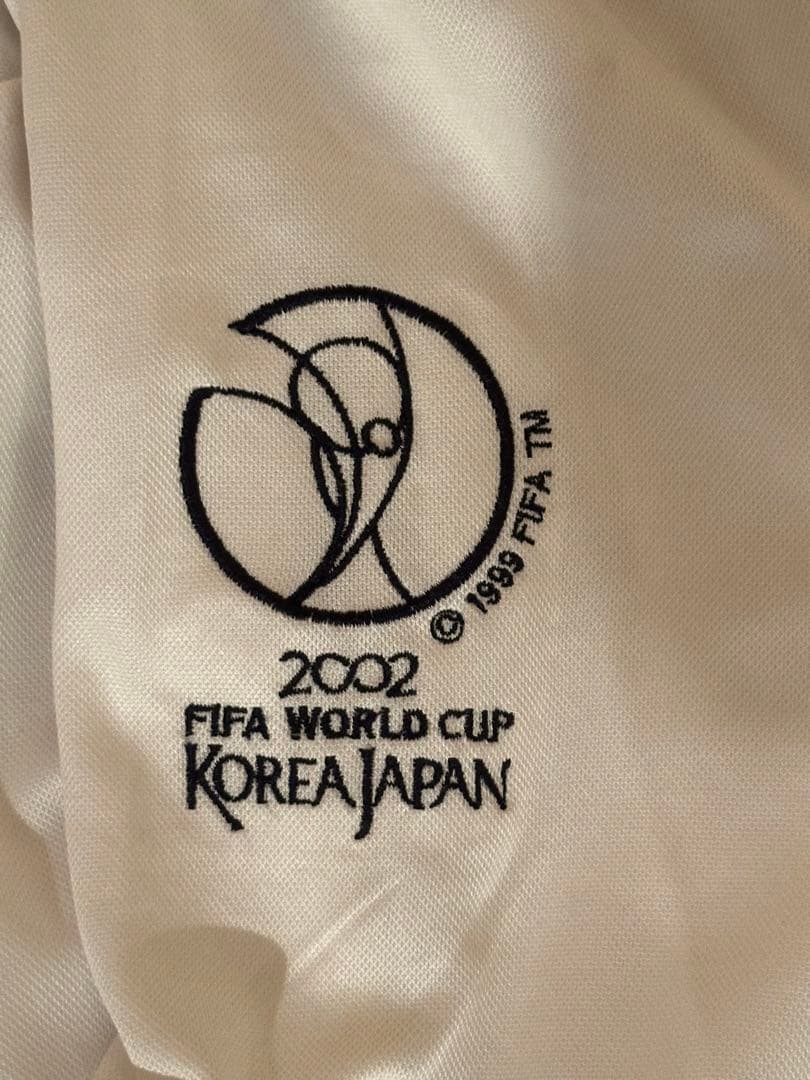 © 1999 FIFA TM
2002
FIFA WORLD CUP
KOREA JAPAN